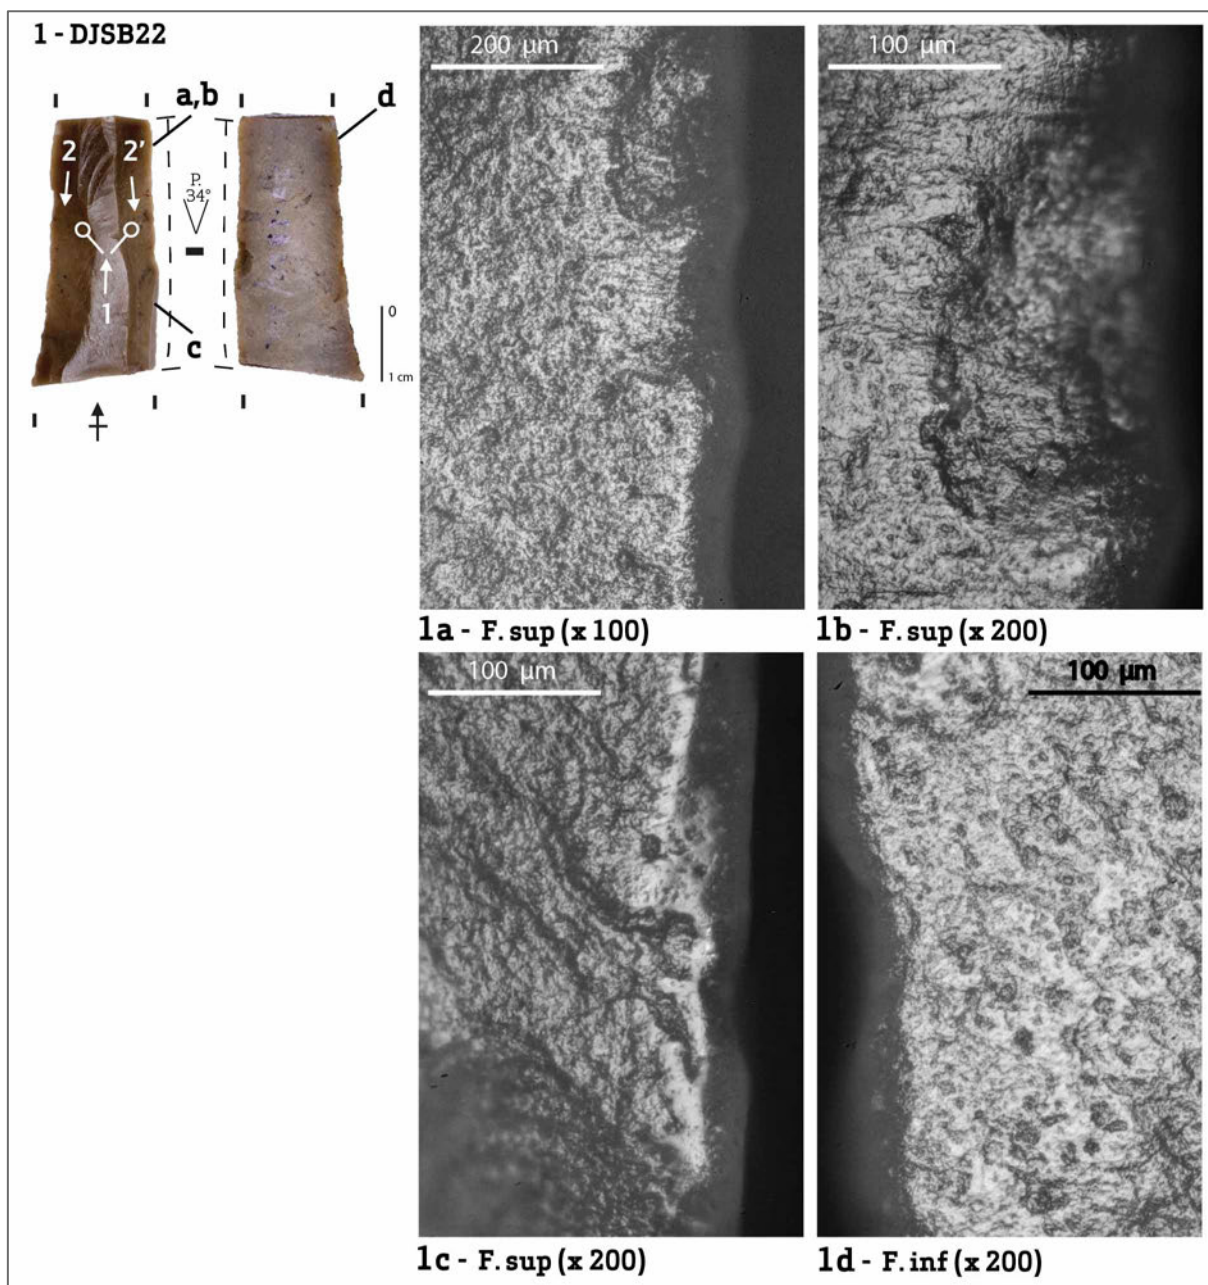 1 - DJSB22
a,b
d
2
2'
P.
34°
1
c
0
1 cm
200 µm
100 µm
1a - F. sup (x 100)
1b - F. sup (x 200)
100 µm
100 µm
1c - F. sup (x 200)
1d - F. inf (x 200)